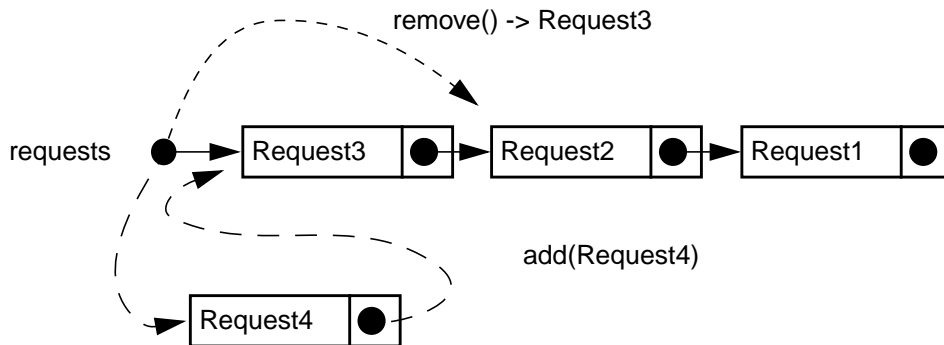 remove() -> Request3
requests
Request3
Request2
Request1
add(Request4)
Request4